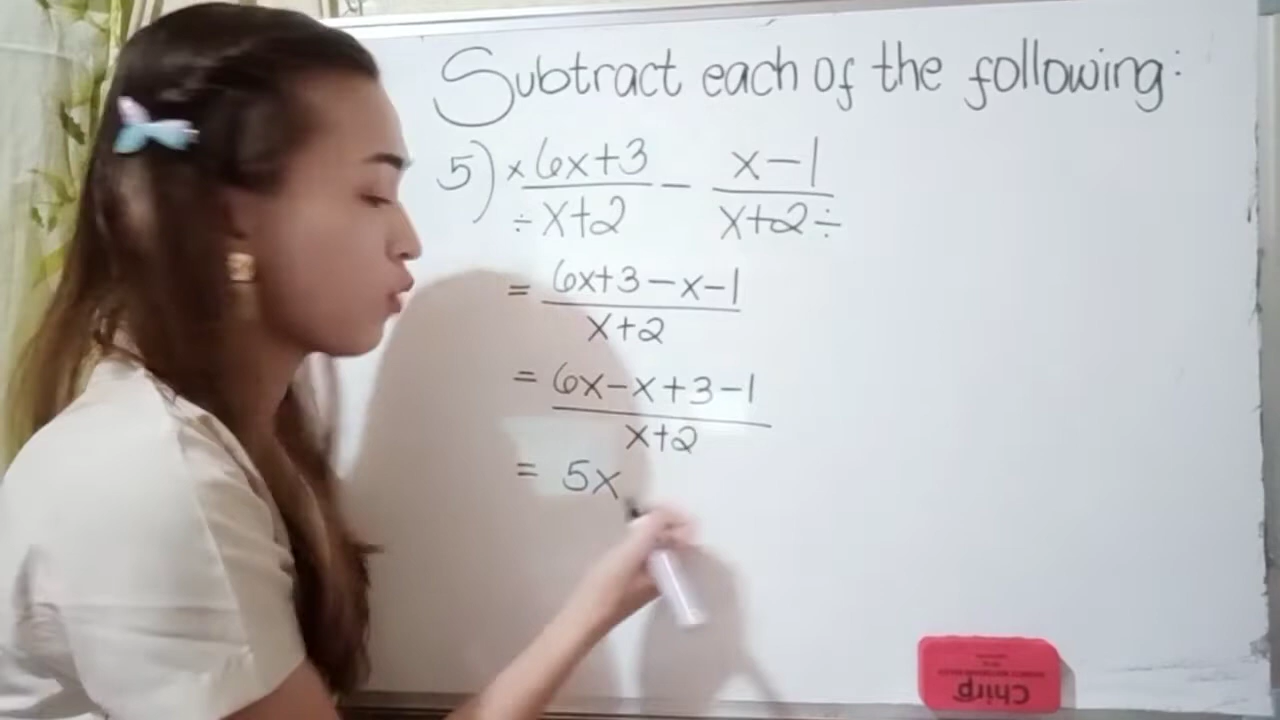 Subtract each of the following:
5) × 6x+3 / ÷ x+2 − x−1 / x+2 ÷
= 6x+3−x−1 / x+2
= 6x−x+3−1 / x+2
= 5x
Chirp